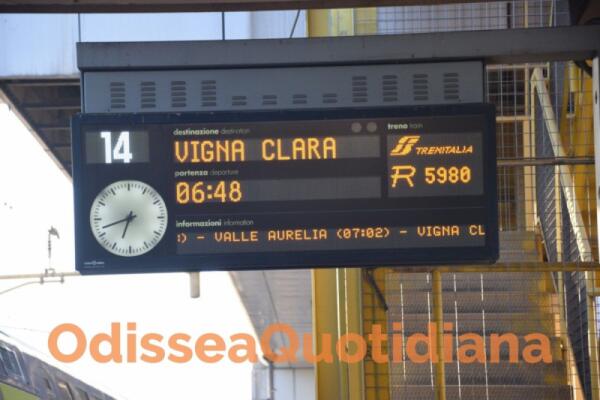 14
destinazione destination
VIGNA CLARA
partenza departure
06:48
treno train
TRENITALIA
R 5980
informazioni information
:) - VALLE AURELIA (07:02) - VIGNA CL
OdisseaQuotidiana